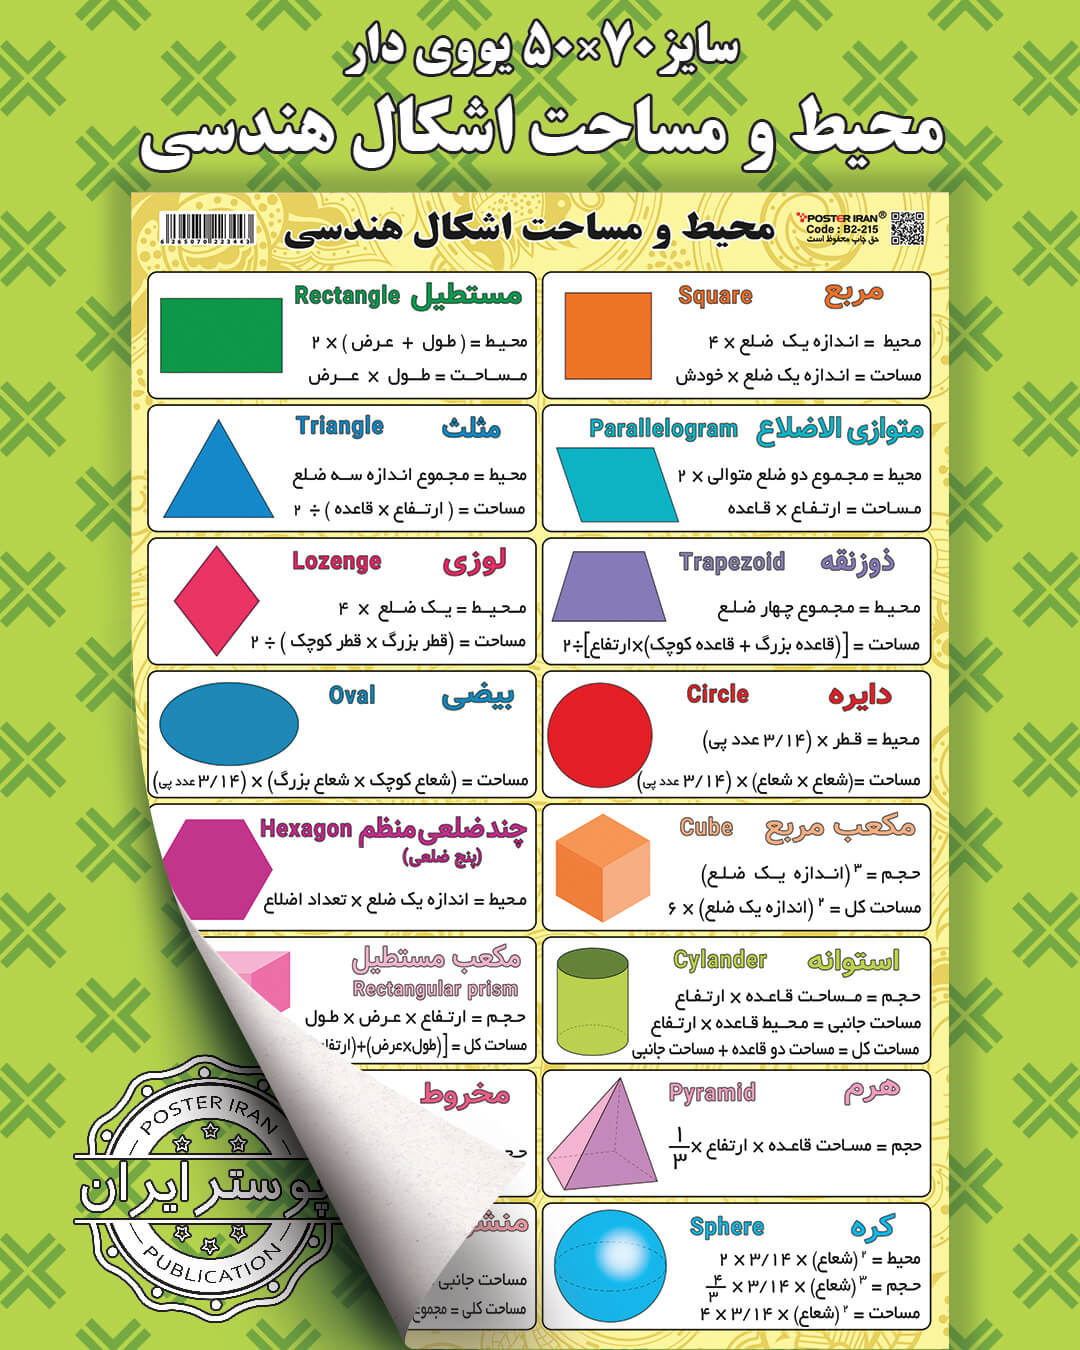 سایز ۷۰×۵۰ یووی دار
محیط و مساحت اشکال هندسی
POSTER IRAN®
Code : B2-215
حق چاپ محفوظ است
محیط و مساحت اشکال هندسی
مربع Square
محیط = اندازه یک ضلع × ۴
مساحت = اندازه یک ضلع × خودش
مستطیل Rectangle
محیط = ( طول + عرض ) × ۲
مساحت = طول × عرض
متوازی الاضلاع Parallelogram
محیط = مجموع دو ضلع متوالی × ۲
مساحت = ارتفاع × قاعده
مثلث Triangle
محیط = مجموع اندازه سه ضلع
مساحت = ( ارتفاع × قاعده ) ÷ ۲
ذوزنقه Trapezoid
محیط = مجموع چهار ضلع
مساحت = [(قاعده بزرگ + قاعده کوچک)×ارتفاع]÷۲
لوزی Lozenge
محیط = یک ضلع × ۴
مساحت = (قطر بزرگ × قطر کوچک ) ÷ ۲
دایره Circle
محیط = قطر × (۳/۱۴ عدد پی)
مساحت =(شعاع × شعاع) × (۳/۱۴ عدد پی)
بیضی Oval
مساحت = (شعاع کوچک × شعاع بزرگ) × (۳/۱۴ عدد پی)
مکعب مربع Cube
حجم = ³ (اندازه یک ضلع)
مساحت کل = ² (اندازه یک ضلع) × ۶
چندضلعی منظم Hexagon
(پنج ضلعی)
محیط = اندازه یک ضلع × تعداد اضلاع
استوانه Cylander
حجم = مساحت قاعده × ارتفاع
مساحت جانبی = محیط قاعده × ارتفاع
مساحت کل = مساحت دو قاعده + مساحت جانبی
مکعب مستطیل
Rectangular prism
حجم = ارتفاع × عرض × طول
مساحت کل = [(طول×عرض)+(ارتفا
هرم Pyramid
حجم = مساحت قاعده × ارتفاع × ۱/۳
مخروط
کره Sphere
محیط = ² (شعاع) × ۳/۱۴ × ۲
حجم = ³ (شعاع) × ۳/۱۴ × ۴/۳
مساحت = ² (شعاع) × ۳/۱۴ × ۴
مساحت جانبی
مساحت کلی = مجموع
POSTER IRAN
پوستر ایران
PUBLICATION